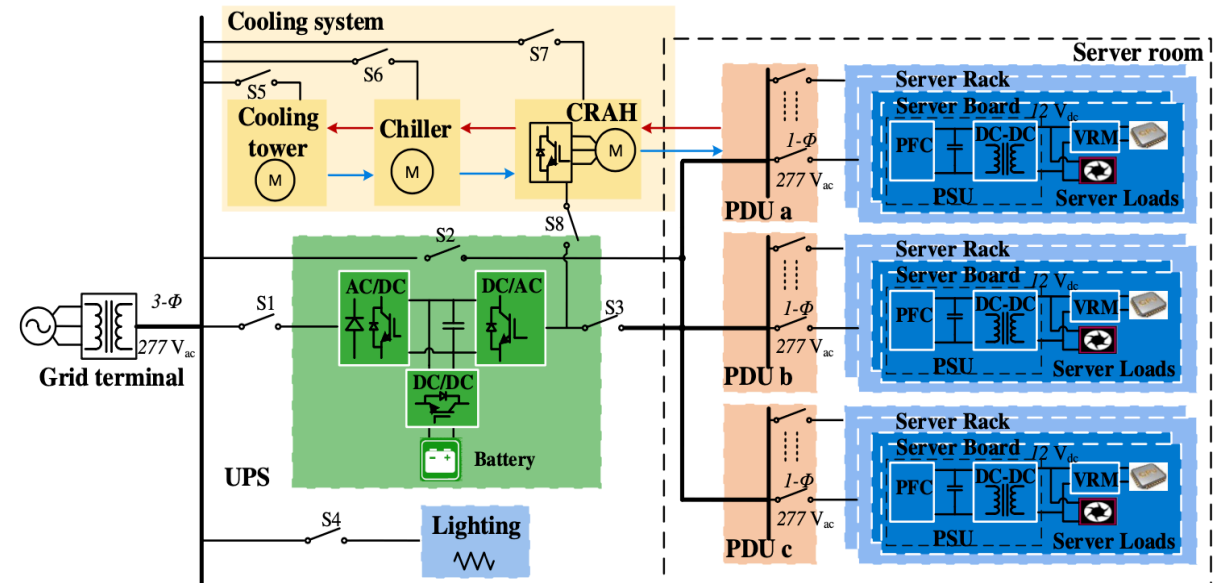 Cooling system
S7
S6
S5
Cooling
tower
M
Chiller
M
CRAH
M
S8
S2
AC/DC
DC/AC
S1
S3
3-Φ
277 Vac
Grid terminal
DC/DC
Battery
UPS
S4
Lighting
Server room
1-Φ
277 Vac
PDU a
Server Rack
Server Board
12 Vdc
PFC
DC-DC
VRM
PSU
Server Loads
1-Φ
277 Vac
PDU b
Server Rack
Server Board
12 Vdc
PFC
DC-DC
VRM
PSU
Server Loads
1-Φ
277 Vac
PDU c
Server Rack
Server Board
12 Vdc
PFC
DC-DC
VRM
PSU
Server Loads